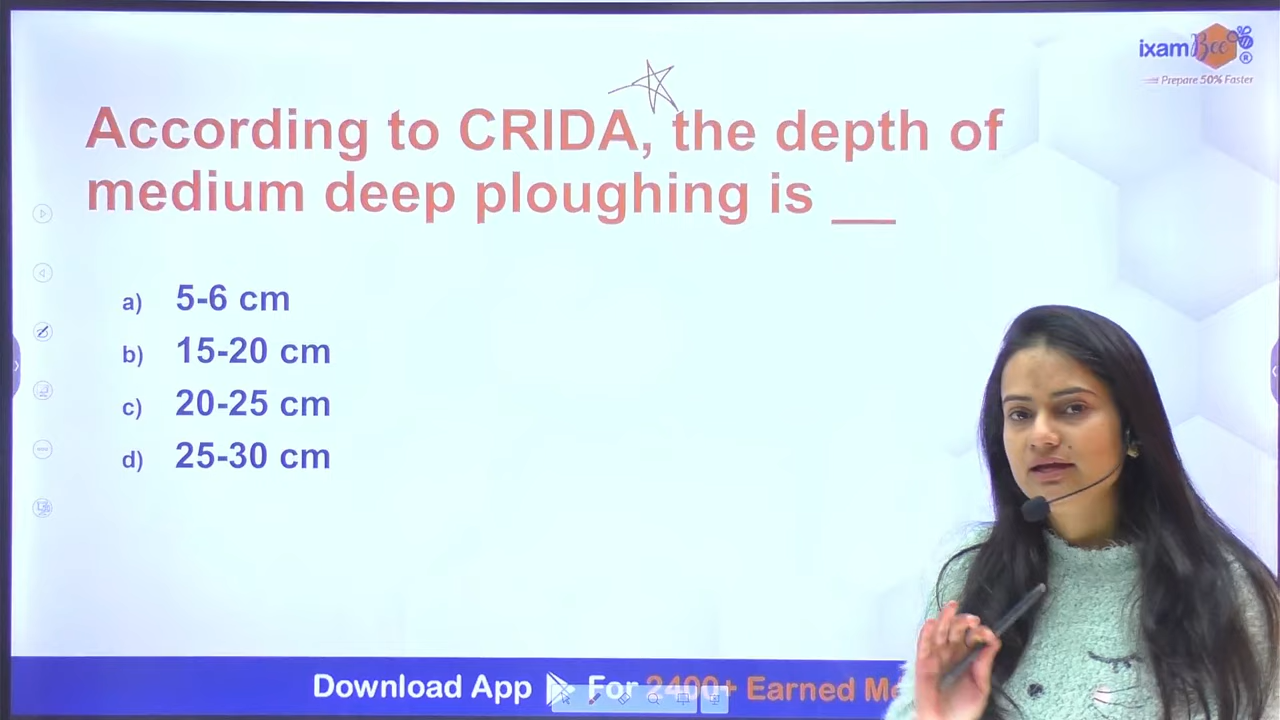 ixamBee
Prepare 50% Faster
According to CRIDA, the depth of
medium deep ploughing is __
a) 5-6 cm
b) 15-20 cm
c) 20-25 cm
d) 25-30 cm
Download App For 2400+ Earned